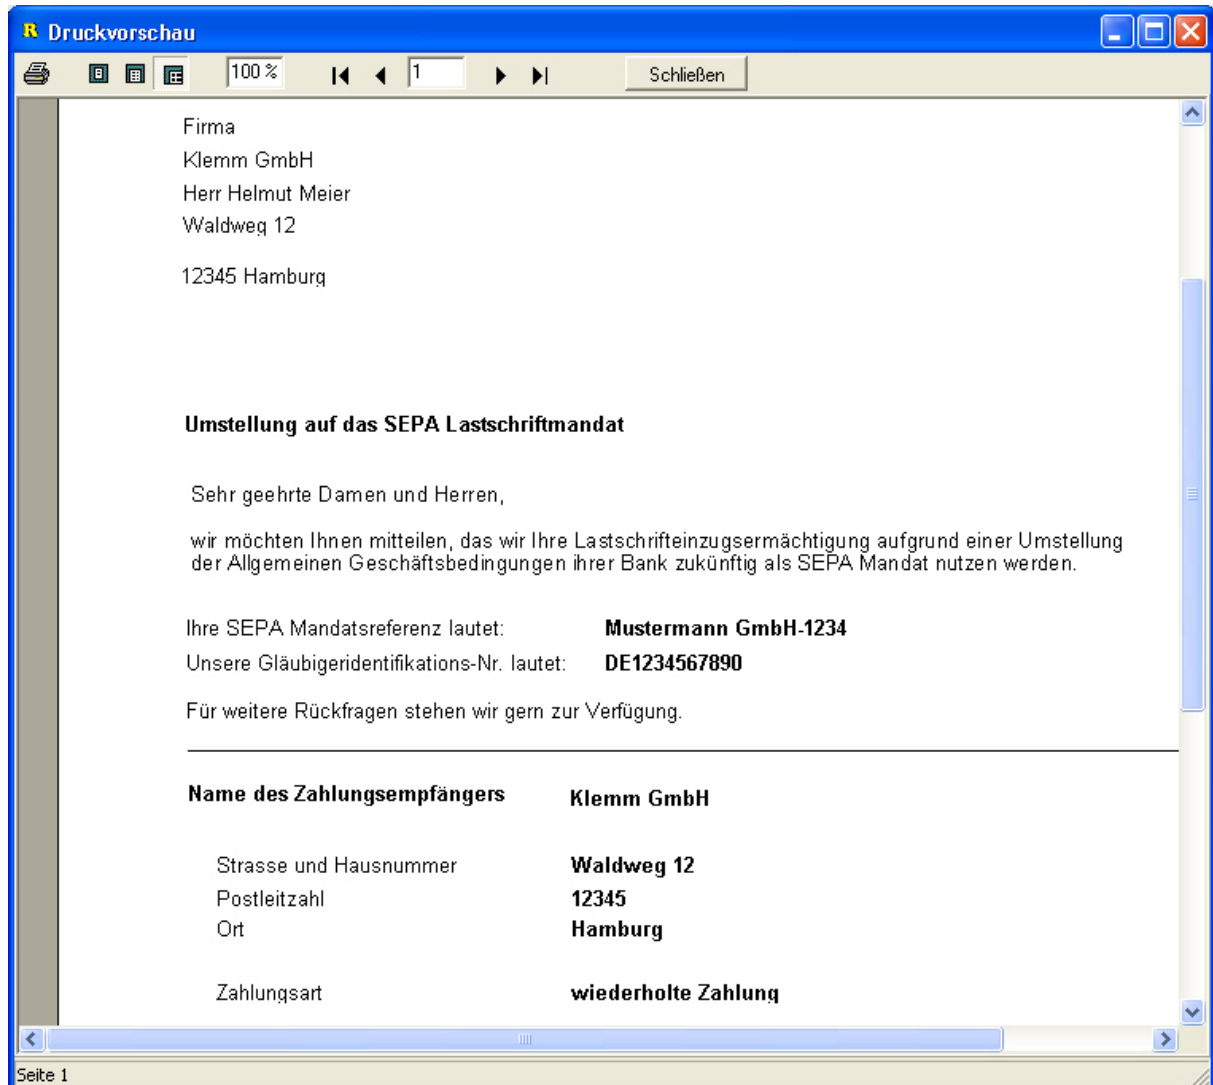 R Druckvorschau
100 % 1 Schließen
Firma
Klemm GmbH
Herr Helmut Meier
Waldweg 12
12345 Hamburg
Umstellung auf das SEPA Lastschriftmandat
Sehr geehrte Damen und Herren,
wir möchten Ihnen mitteilen, das wir Ihre Lastschrifteinzugsermächtigung aufgrund einer Umstellung
der Allgemeinen Geschäftsbedingungen ihrer Bank zukünftig als SEPA Mandat nutzen werden.
Ihre SEPA Mandatsreferenz lautet: Mustermann GmbH-1234
Unsere Gläubigeridentifikations-Nr. lautet: DE1234567890
Für weitere Rückfragen stehen wir gern zur Verfügung.
Name des Zahlungsempfängers Klemm GmbH
Strasse und Hausnummer Waldweg 12
Postleitzahl 12345
Ort Hamburg
Zahlungsart wiederholte Zahlung
Seite 1